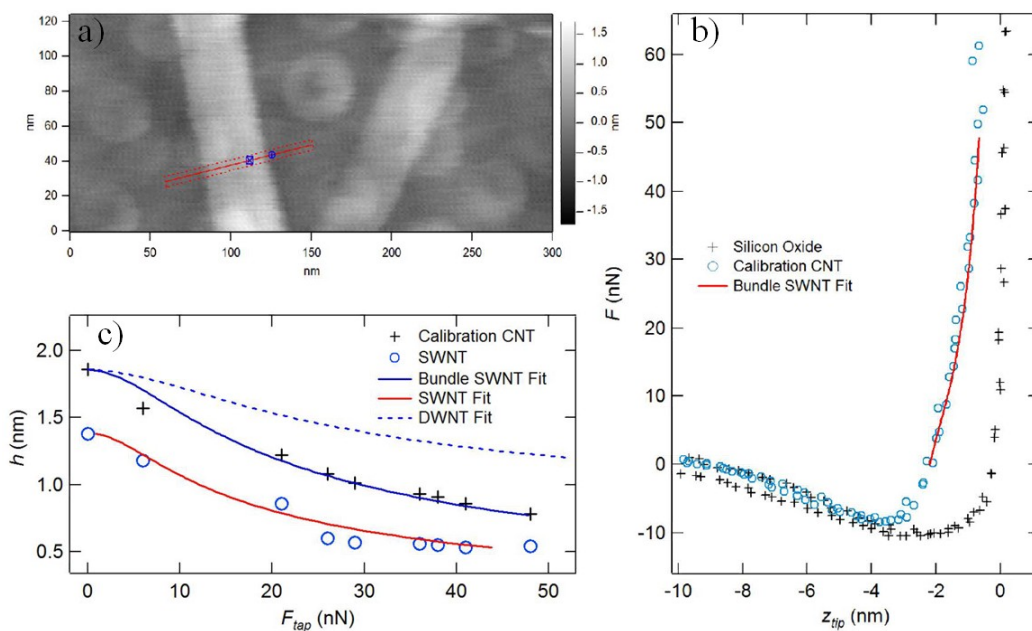 a)
120
100
80
60
40
20
0
nm
0 50 100 150 200 250 300
nm
1.5
1.0
0.5
0.0
-0.5
-1.0
-1.5
nm
b)
60
50
40
30
20
10
0
-10
F (nN)
+ Silicon Oxide
Calibration CNT
Bundle SWNT Fit
-10 -8 -6 -4 -2 0
z_tip (nm)
c)
2.0
1.5
1.0
0.5
h (nm)
+ Calibration CNT
SWNT
Bundle SWNT Fit
SWNT Fit
DWNT Fit
0 10 20 30 40 50
F_tap (nN)